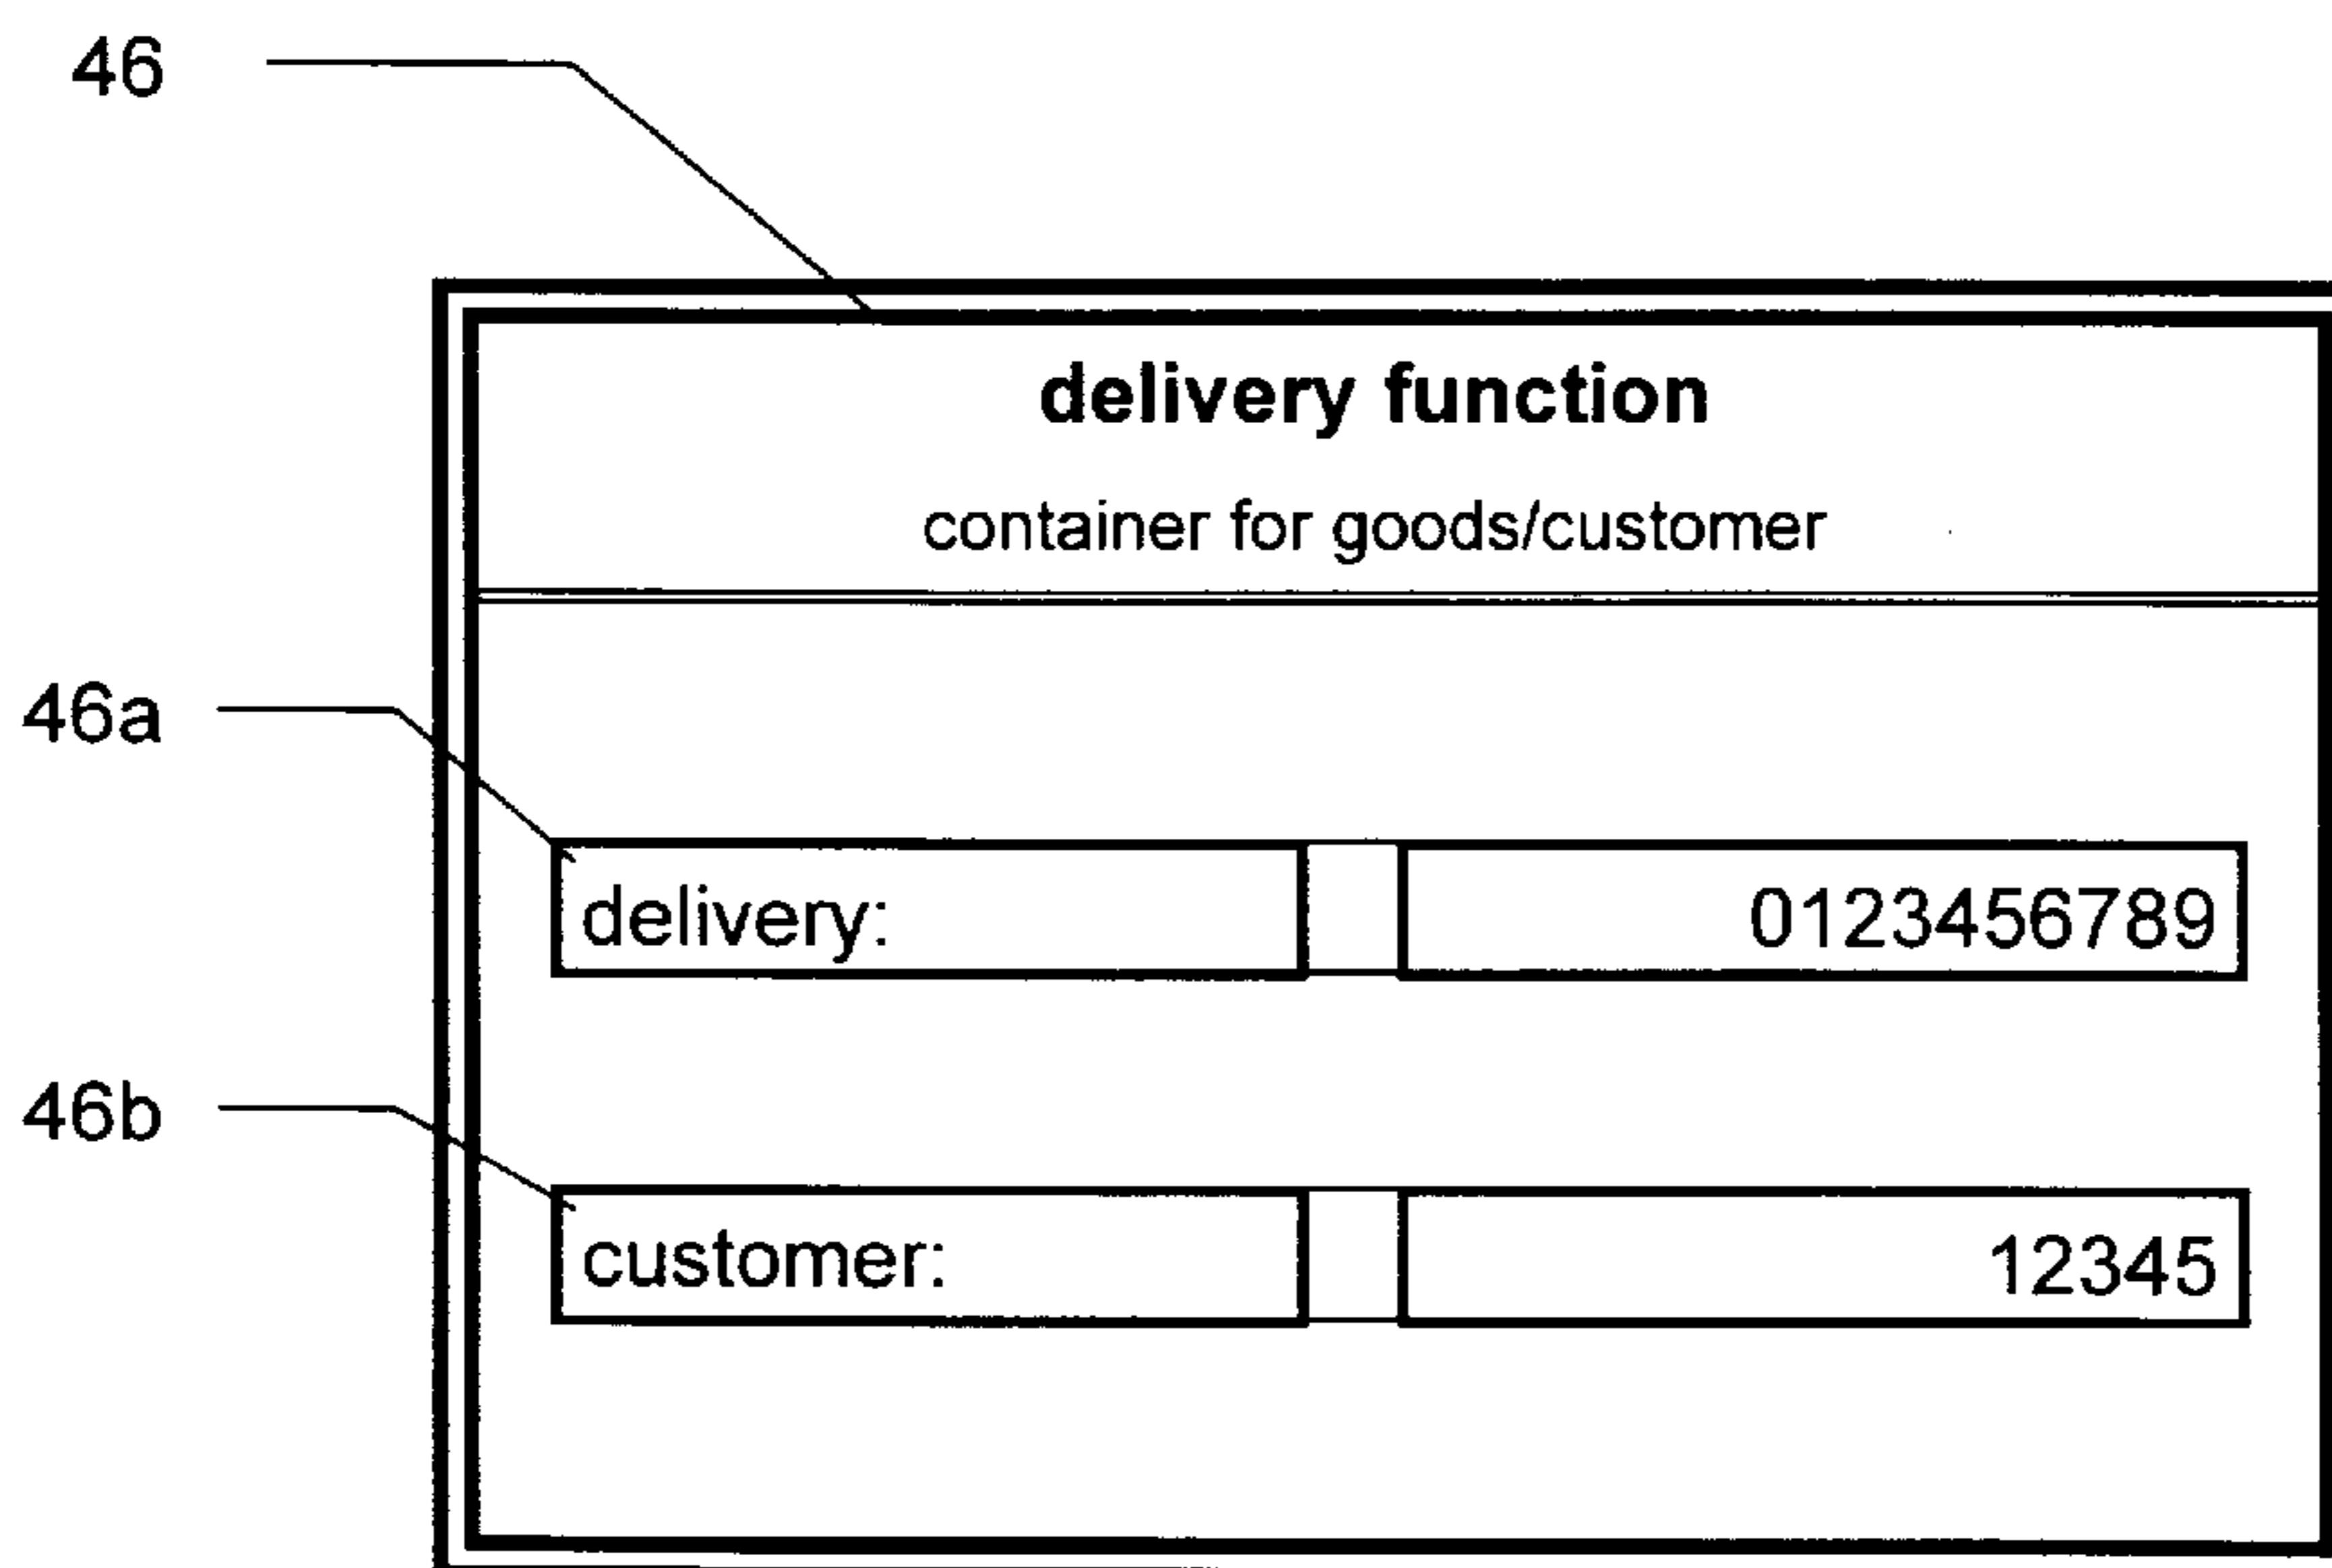 46
delivery function
container for goods/customer
46a
delivery: 0123456789
46b
customer: 12345